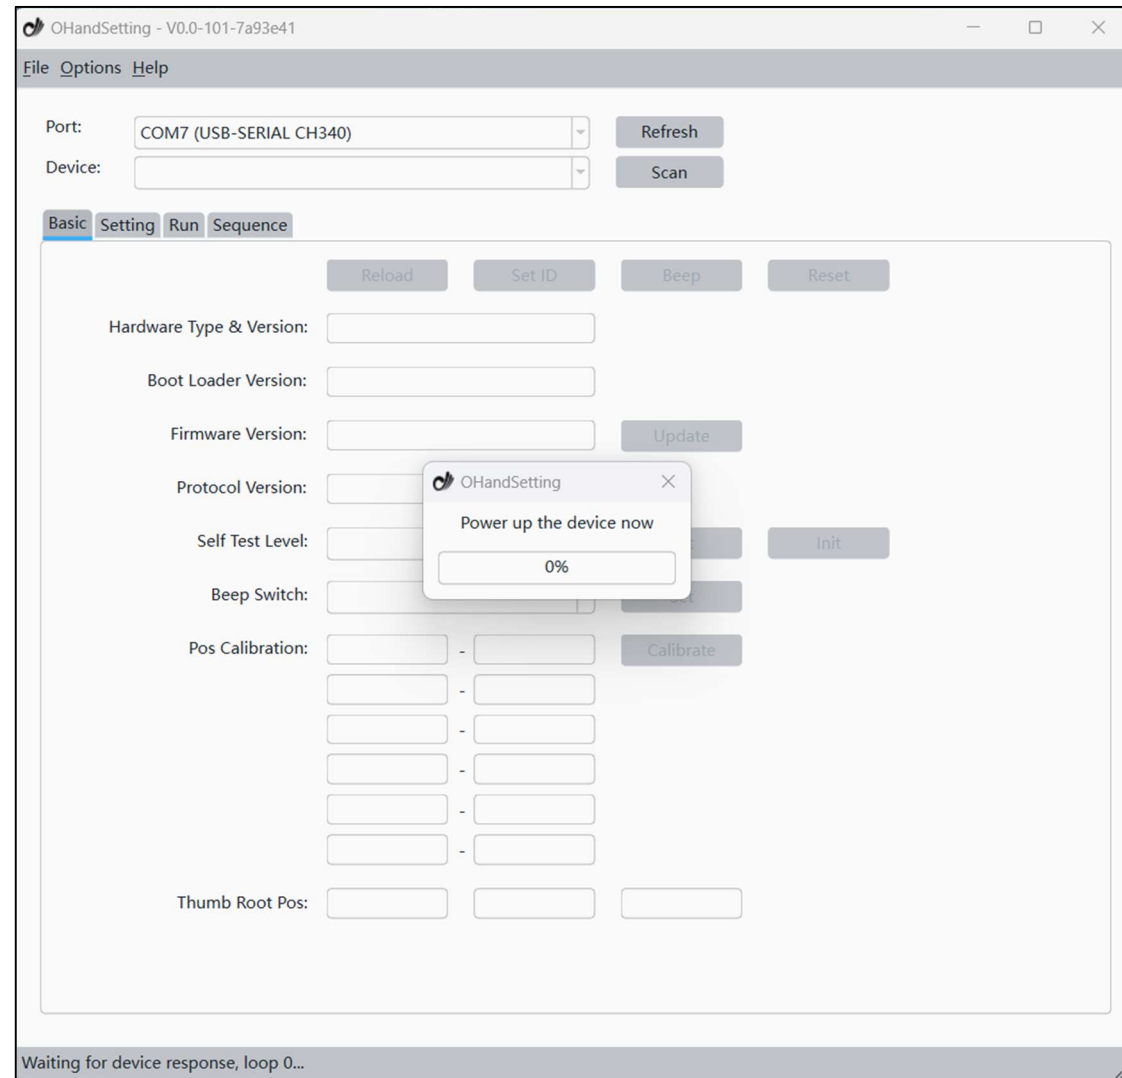 OHandSetting - V0.0-101-7a93e41
File Options Help
Port: COM7 (USB-SERIAL CH340) Refresh
Device: Scan
Basic Setting Run Sequence
Reload Set ID Beep Reset
Hardware Type & Version:
Boot Loader Version:
Firmware Version: Update
Protocol Version:
OHandSetting
Power up the device now
0%
Self Test Level: Init
Beep Switch:
Pos Calibration: - Calibrate
-
-
-
-
-
Thumb Root Pos:
Waiting for device response, loop 0...